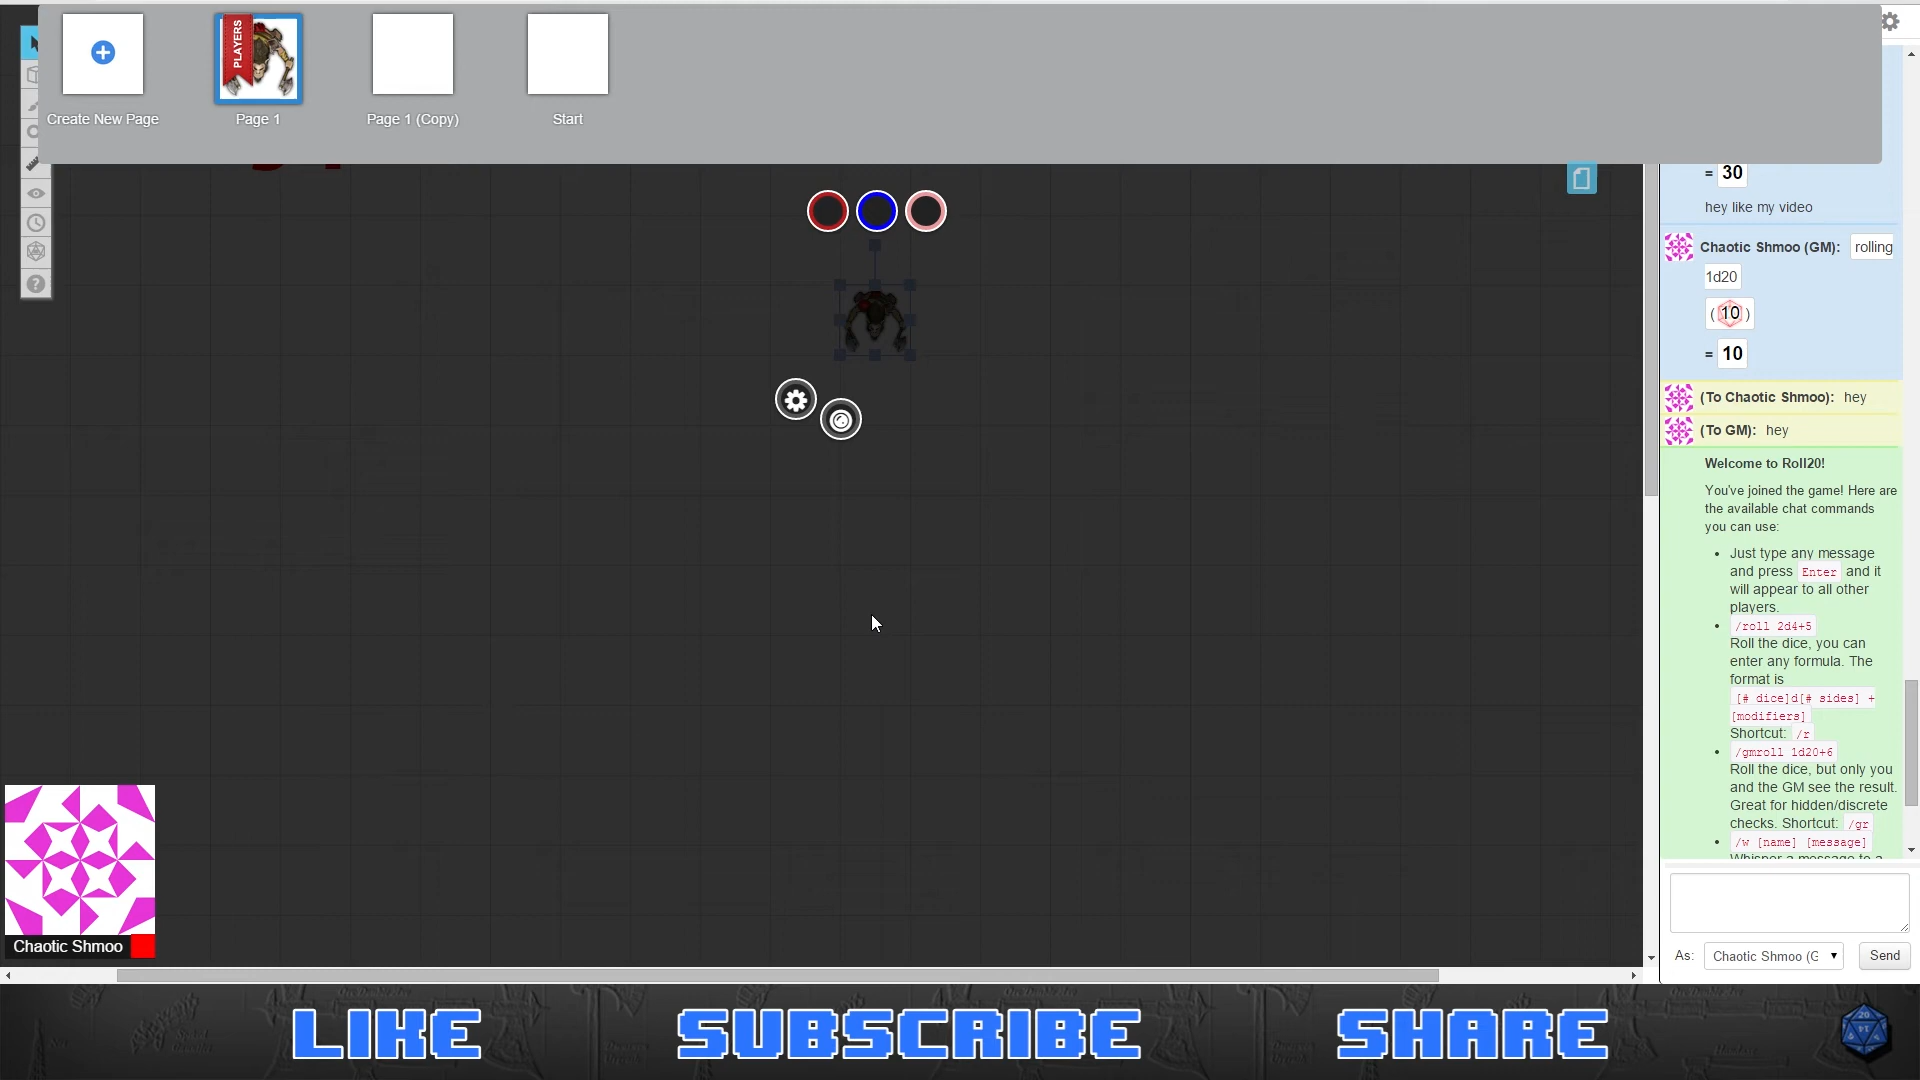 PLAYERS
Create New Page
Page 1
Page 1 (Copy)
Start
= 30
hey like my video
Chaotic Shmoo (GM): rolling
1d20
(10)
= 10
(To Chaotic Shmoo): hey
(To GM): hey
Welcome to Roll20!
You've joined the game! Here are
the available chat commands
you can use:
• Just type any message
and press Enter and it
will appear to all other
players.
• /roll 2d4+5
Roll the dice, you can
enter any formula. The
format is
[# dice]d[# sides] +
[modifiers]
Shortcut: /r
• /gmroll 1d20+6
Roll the dice, but only you
and the GM see the result.
Great for hidden/discrete
checks. Shortcut: /gr
• /w [name] [message]
Whisper a message to a
As: Chaotic Shmoo (G
Send
Chaotic Shmoo
LIKE SUBSCRIBE SHARE
20
14